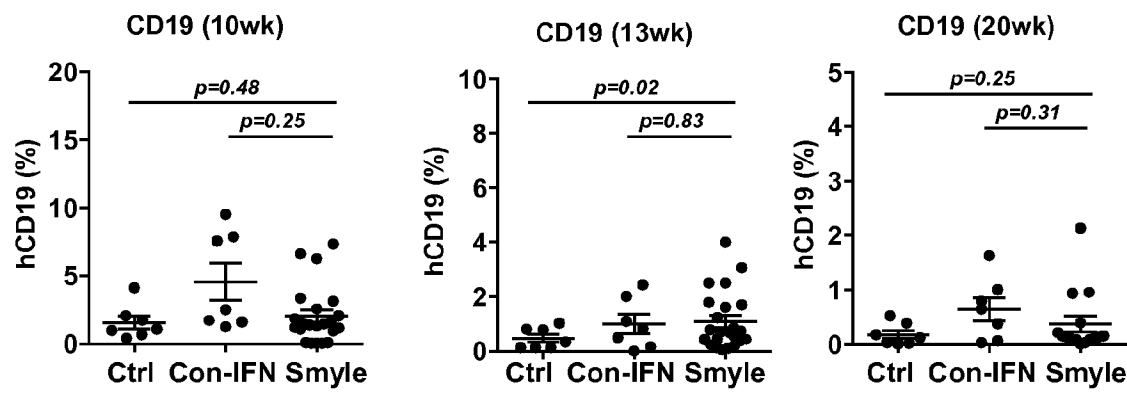 CD19 (10wk)
hCD19 (%)
20
15
10
5
0
p=0.48
p=0.25
Ctrl Con-IFN Smyle
CD19 (13wk)
hCD19 (%)
10
8
6
4
2
0
p=0.02
p=0.83
Ctrl Con-IFN Smyle
CD19 (20wk)
hCD19 (%)
5
4
3
2
1
0
p=0.25
p=0.31
Ctrl Con-IFN Smyle